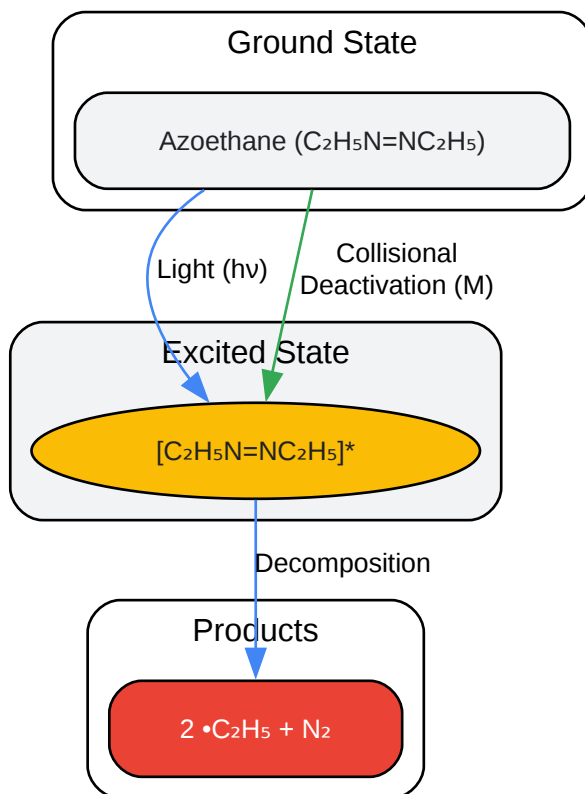 Ground State
Azoethane (C₂H₅N=NC₂H₅)
Light (hν)
Collisional
Deactivation (M)
Excited State
[C₂H₅N=NC₂H₅]*
Decomposition
Products
2 •C₂H₅ + N₂